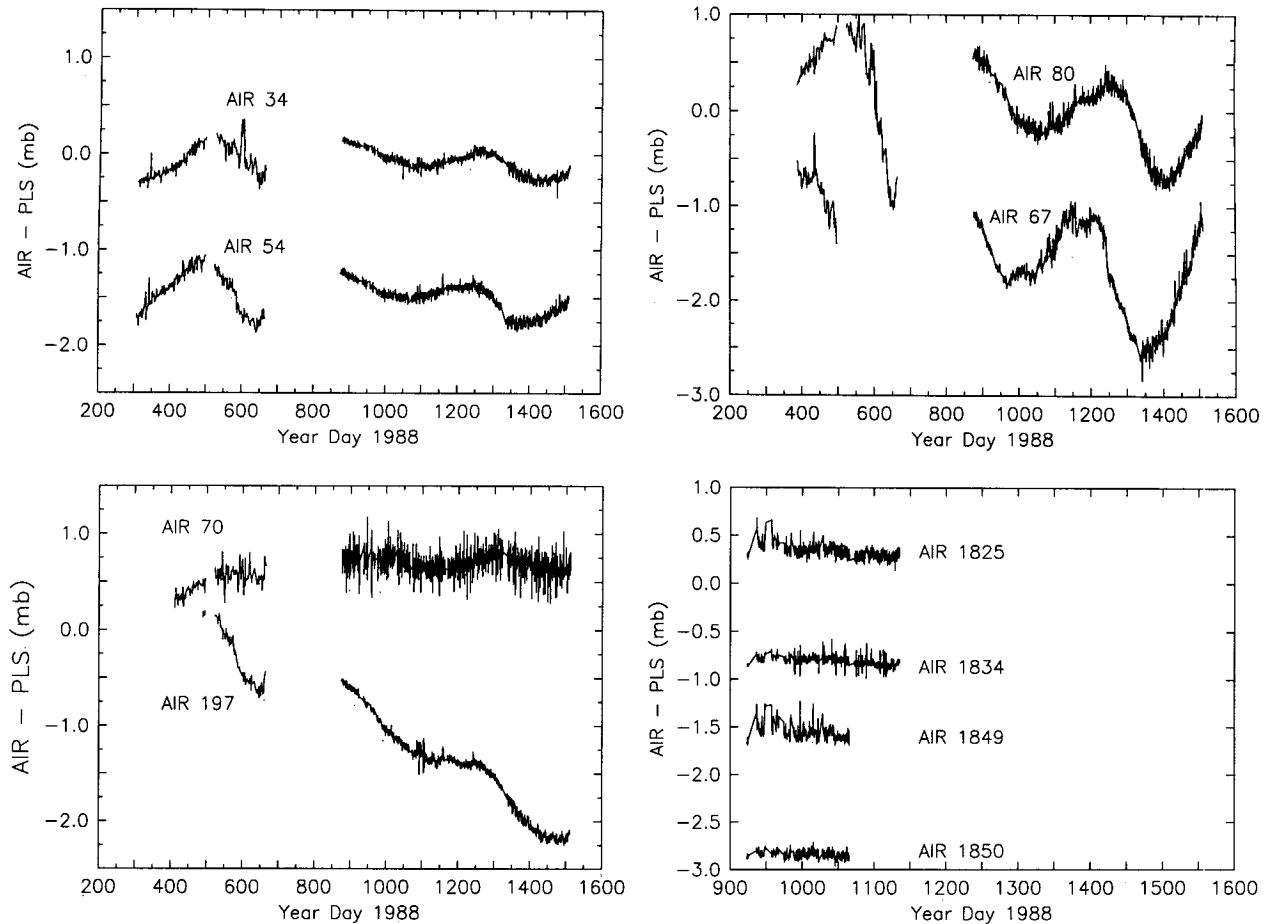 1.0
0.0
−1.0
−2.0
AIR − PLS (mb)
AIR 34
AIR 54
200 400 600 800 1000 1200 1400 1600
Year Day 1988
1.0
0.0
−1.0
−2.0
−3.0
AIR − PLS (mb)
AIR 80
AIR 67
200 400 600 800 1000 1200 1400 1600
Year Day 1988
1.0
0.0
−1.0
−2.0
AIR − PLS (mb)
AIR 70
AIR 197
200 400 600 800 1000 1200 1400 1600
Year Day 1988
1.0
0.5
0.0
−0.5
−1.0
−1.5
−2.0
−2.5
−3.0
AIR − PLS (mb)
AIR 1825
AIR 1834
AIR 1849
AIR 1850
900 1000 1100 1200 1300 1400 1500 1600
Year Day 1988